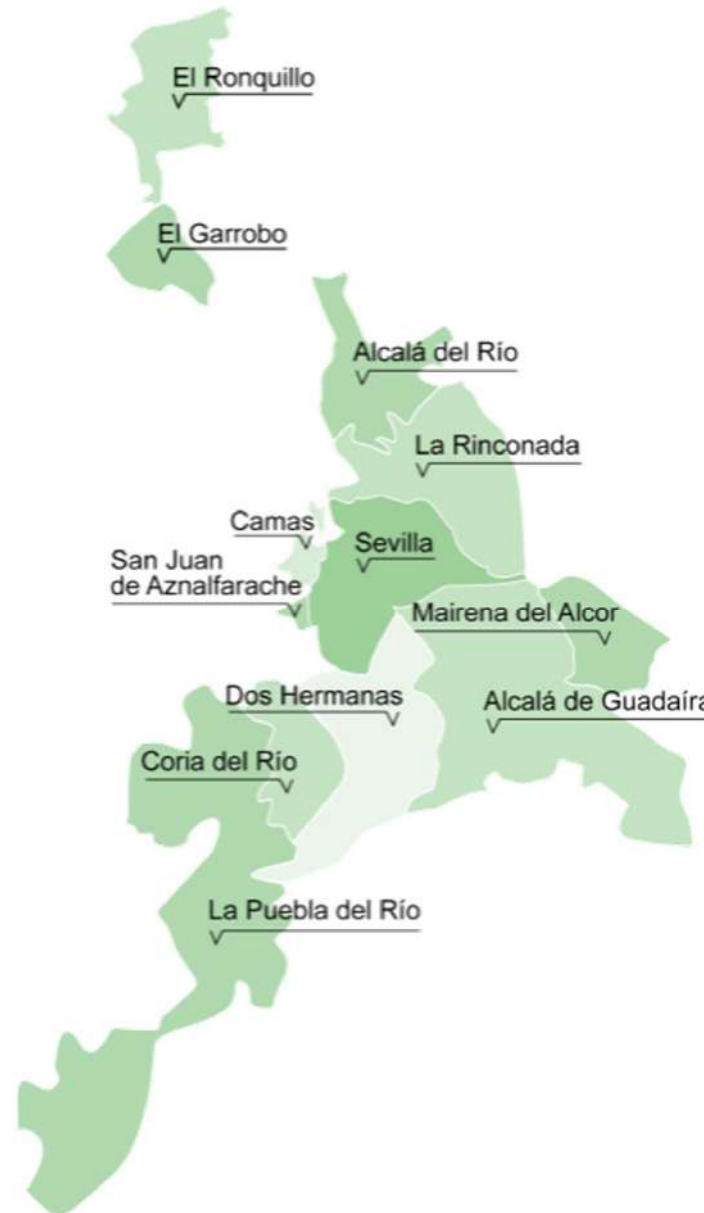 El Ronquillo
El Garrobo
Alcalá del Río
La Rinconada
Camas
Sevilla
San Juan
de Aznalfarache
Mairena del Alcor
Dos Hermanas
Alcalá de Guadaíra
Coria del Río
La Puebla del Río